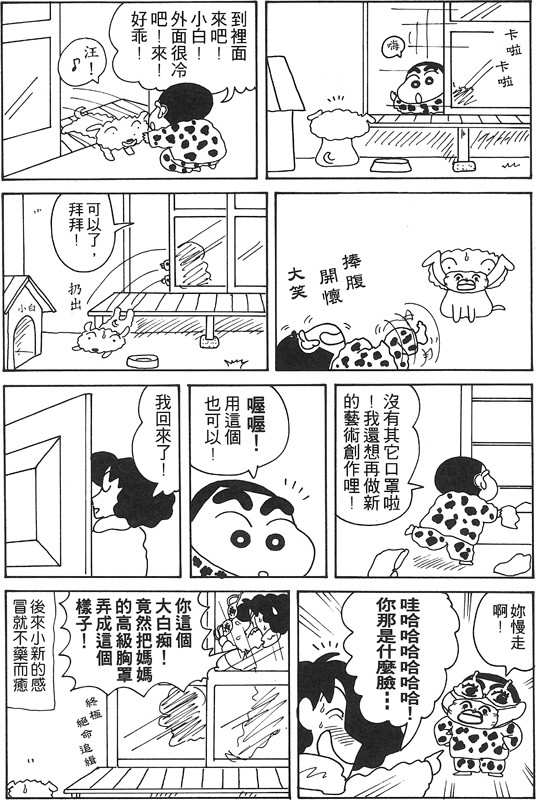 卡啦
卡啦
嗨
到裡面
來吧！
小白！
外面很冷
吧！來！
好乖！
汪！
捧腹
開懷
大笑
可以了，
拜拜！
扔出
小白
沒有其它口罩啦
！我還想再做新
的藝術創作哩！
喔喔！
用這個
也可以！
我回來了！
妳慢走
啊！
哇哈哈哈哈哈哈！
你那是什麼臉…
你這個
大白痴！
竟然把媽媽
的高級胸罩
弄成這個
樣子！
終極
絕命追緝
後來小新的感
冒就不藥而癒